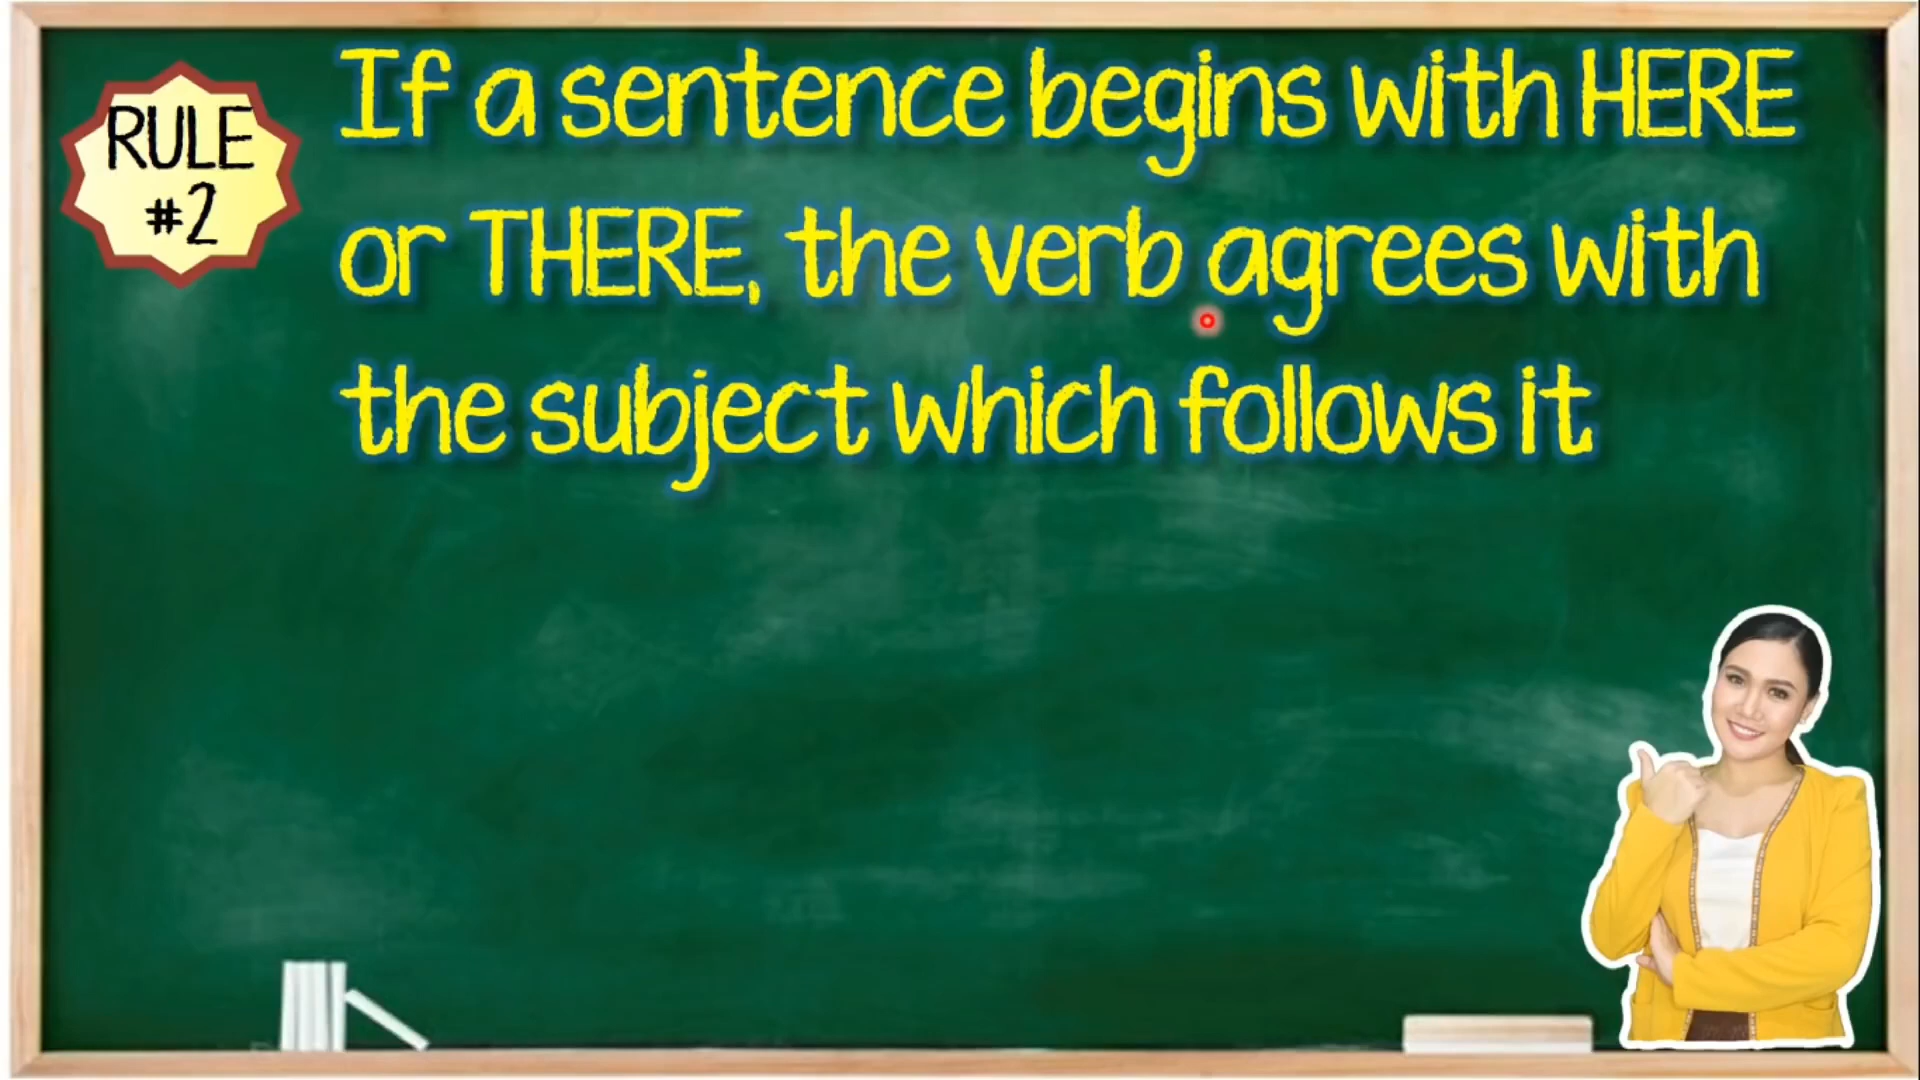 RULE
#2
If a sentence begins with HERE
or THERE, the verb agrees with
the subject which follows it